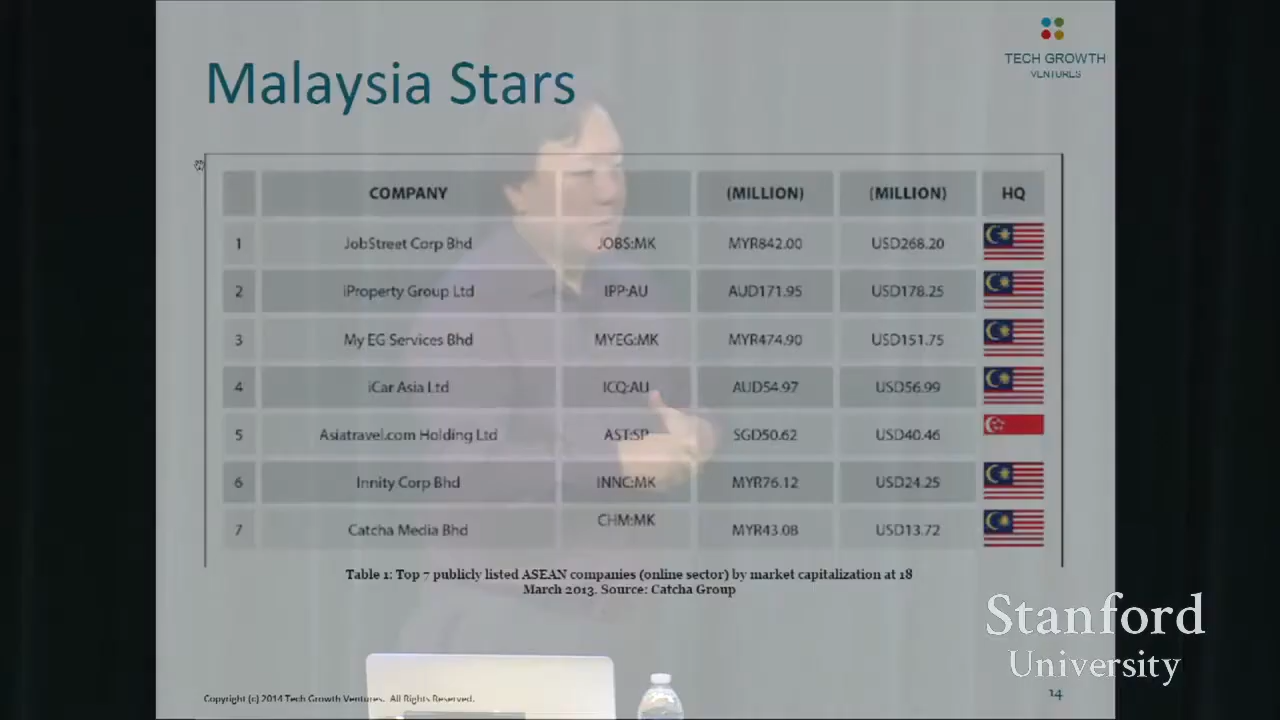 TECH GROWTH
VENTURES
Malaysia Stars
COMPANY (MILLION) (MILLION) HQ
1 JobStreet Corp Bhd JOBS:MK MYR842.00 USD268.20
2 iProperty Group Ltd IPP:AU AUD171.95 USD178.25
3 My EG Services Bhd MYEG:MK MYR474.90 USD151.75
4 iCar Asia Ltd ICQ:AU AUD54.97 USD56.99
5 Asiatravel.com Holding Ltd AST:SP SGD50.62 USD40.46
6 Innity Corp Bhd INNC:MK MYR76.12 USD24.25
7 Catcha Media Bhd CHM:MK MYR43.08 USD13.72
Table 1: Top 7 publicly listed ASEAN companies (online sector) by market capitalization at 18
March 2013. Source: Catcha Group
Stanford
University
Copyright (c) 2014 Tech Growth Ventures. All Rights Reserved.
14